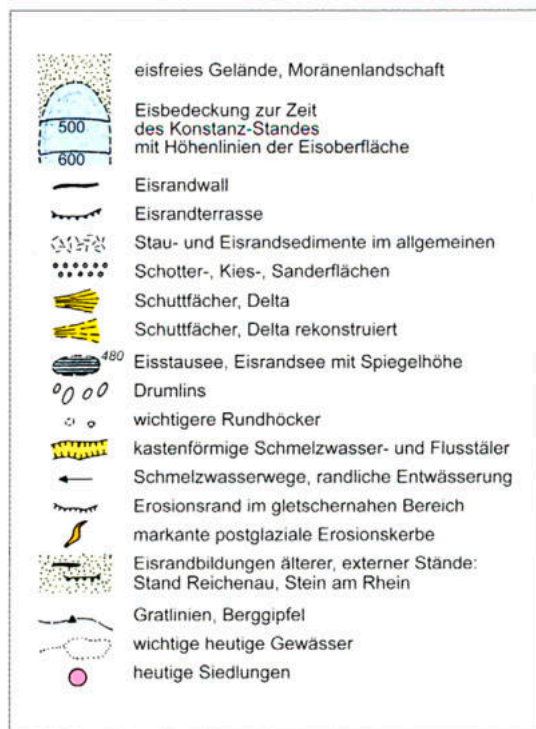 eisfreies Gelände, Moränenlandschaft
Eisbedeckung zur Zeit
des Konstanz-Standes
mit Höhenlinien der Eisoberfläche
500
600
Eisrandwall
Eisrandterrasse
Stau- und Eisrandsedimente im allgemeinen
Schotter-, Kies-, Sanderflächen
Schuttfächer, Delta
Schuttfächer, Delta rekonstruiert
480 Eisstausee, Eisrandsee mit Spiegelhöhe
Drumlins
wichtigere Rundhöcker
kastenförmige Schmelzwasser- und Flusstäler
Schmelzwasserwege, randliche Entwässerung
Erosionsrand im gletschernahen Bereich
markante postglaziale Erosionskerbe
Eisrandbildungen älterer, externer Stände:
Stand Reichenau, Stein am Rhein
Gratlinien, Berggipfel
wichtige heutige Gewässer
heutige Siedlungen